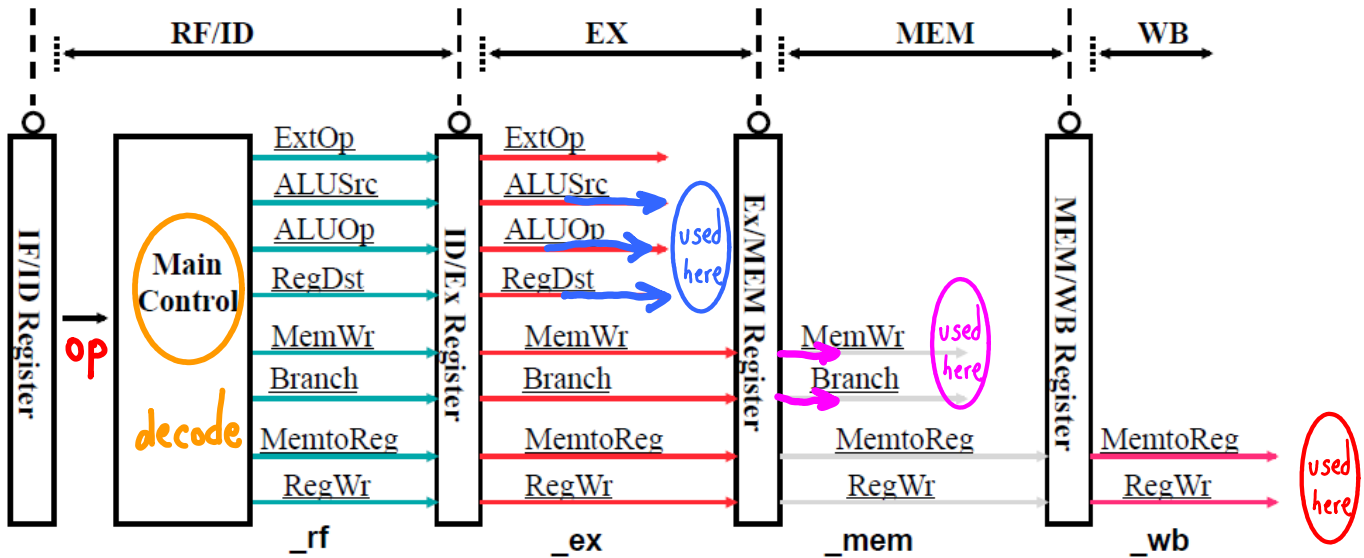 RF/ID
EX
MEM
WB
IF/ID Register
op
Main
Control
decode
ExtOp
ALUSrc
ALUOp
RegDst
MemWr
Branch
MemtoReg
RegWr
_rf
ID/Ex Register
ExtOp
ALUSrc
ALUOp
RegDst
MemWr
Branch
MemtoReg
RegWr
used
here
_ex
Ex/MEM Register
MemWr
Branch
MemtoReg
RegWr
used
here
_mem
MEM/WB Register
MemtoReg
RegWr
used
here
_wb